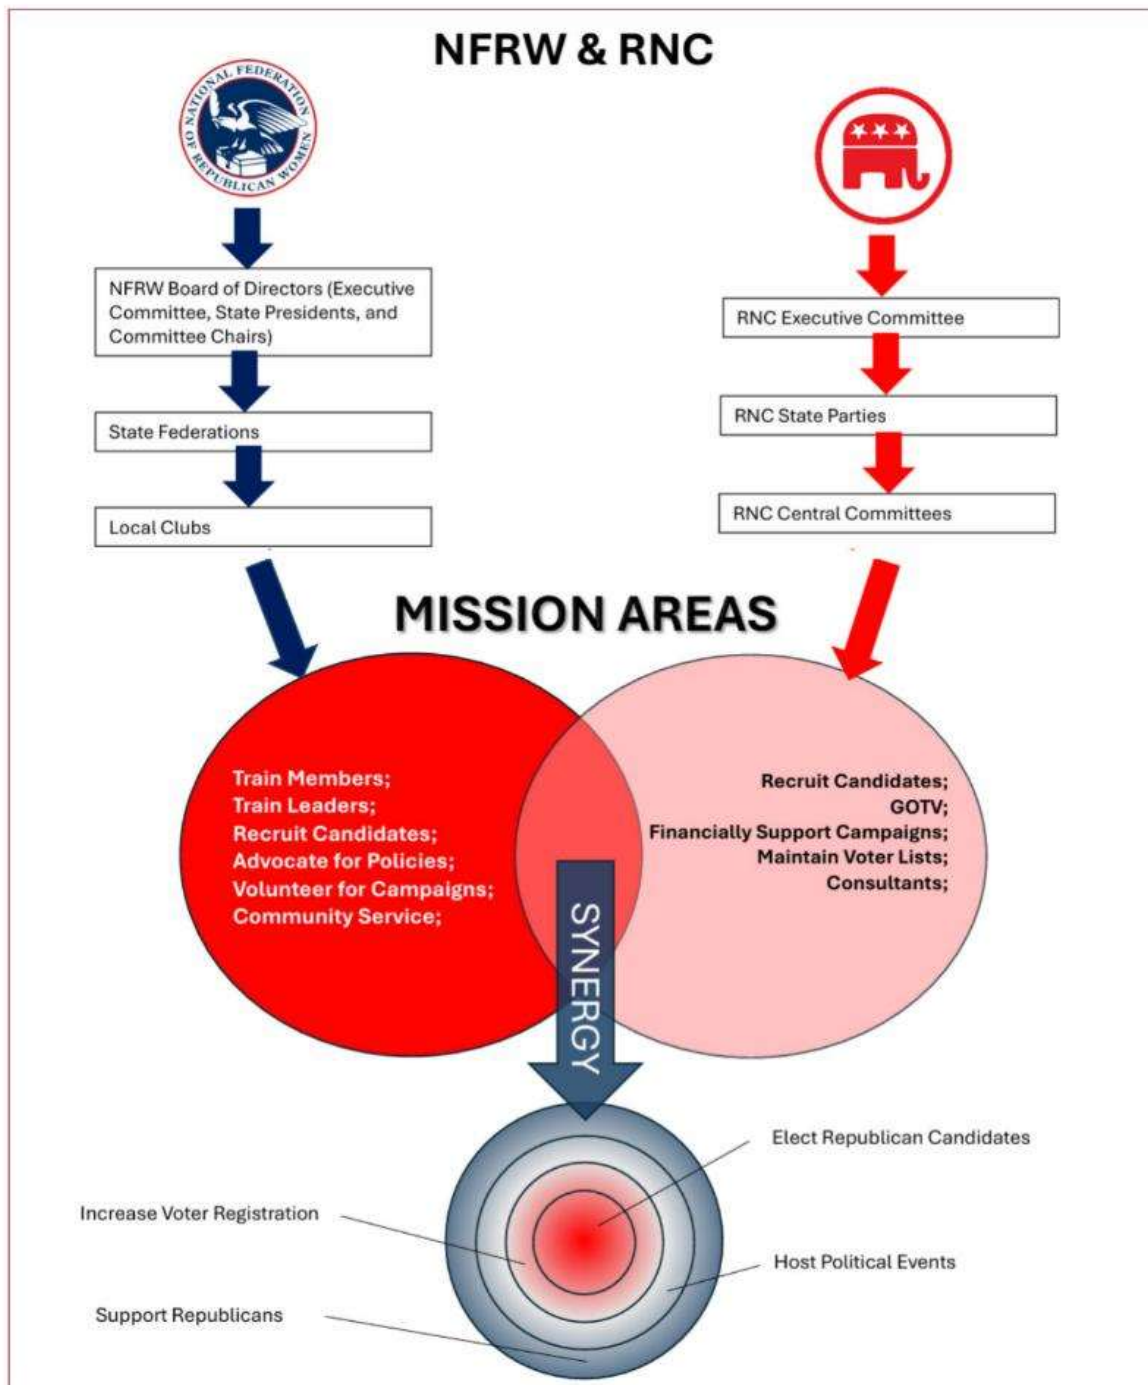 NFRW & RNC
NATIONAL FEDERATION
OF REPUBLICAN WOMEN
NFRW Board of Directors (Executive
Committee, State Presidents, and
Committee Chairs)
State Federations
Local Clubs
RNC Executive Committee
RNC State Parties
RNC Central Committees
MISSION AREAS
Train Members;
Train Leaders;
Recruit Candidates;
Advocate for Policies;
Volunteer for Campaigns;
Community Service;
Recruit Candidates;
GOTV;
Financially Support Campaigns;
Maintain Voter Lists;
Consultants;
SYNERGY
Elect Republican Candidates
Increase Voter Registration
Host Political Events
Support Republicans